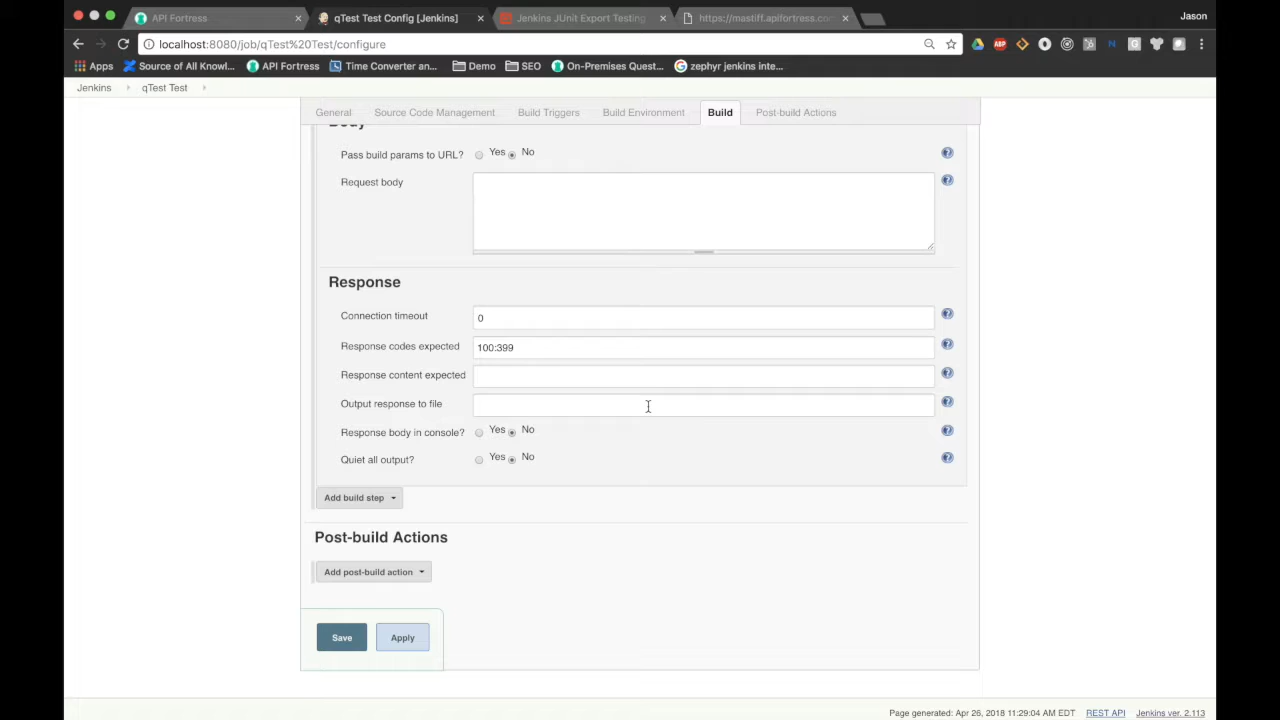 API Fortress
qTest Test Config [Jenkins]
Jenkins JUnit Export Testing
https://mastiff.apifortress.com
Jason
localhost:8080/job/qTest%20Test/configure
Apps
Source of All Knowl...
API Fortress
Time Converter an...
Demo
SEO
On-Premises Quest...
zephyr jenkins inte...
Jenkins
qTest Test
General
Source Code Management
Build Triggers
Build Environment
Build
Post-build Actions
Body
Pass build params to URL?
Yes
No
Request body
Response
Connection timeout
0
Response codes expected
100:399
Response content expected
Output response to file
Response body in console?
Yes
No
Quiet all output?
Yes
No
Add build step
Post-build Actions
Add post-build action
Save
Apply
Page generated: Apr 26, 2018 11:29:04 AM EDT
REST API
Jenkins ver. 2.113